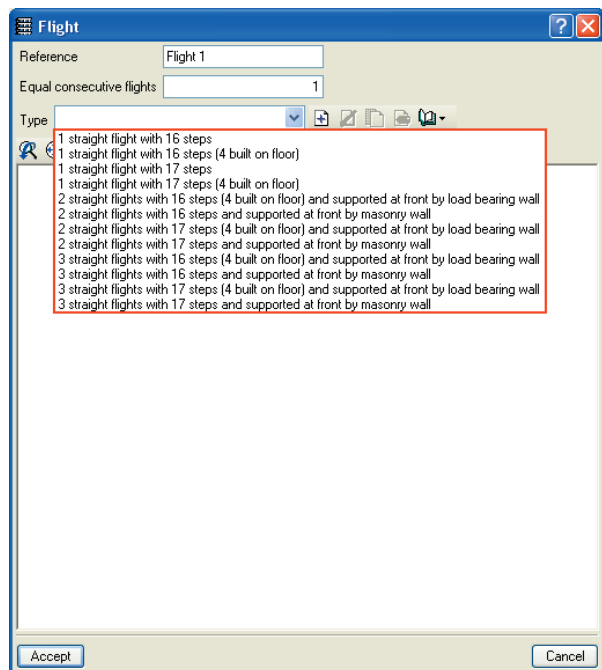 Flight
Reference Flight 1
Equal consecutive flights 1
Type
1 straight flight with 16 steps
1 straight flight with 16 steps (4 built on floor)
1 straight flight with 17 steps
1 straight flight with 17 steps (4 built on floor)
2 straight flights with 16 steps (4 built on floor) and supported at front by load bearing wall
2 straight flights with 16 steps and supported at front by masonry wall
2 straight flights with 17 steps (4 built on floor) and supported at front by load bearing wall
2 straight flights with 17 steps and supported at front by masonry wall
3 straight flights with 16 steps (4 built on floor) and supported at front by load bearing wall
3 straight flights with 16 steps and supported at front by masonry wall
3 straight flights with 17 steps (4 built on floor) and supported at front by load bearing wall
3 straight flights with 17 steps and supported at front by masonry wall
Accept Cancel